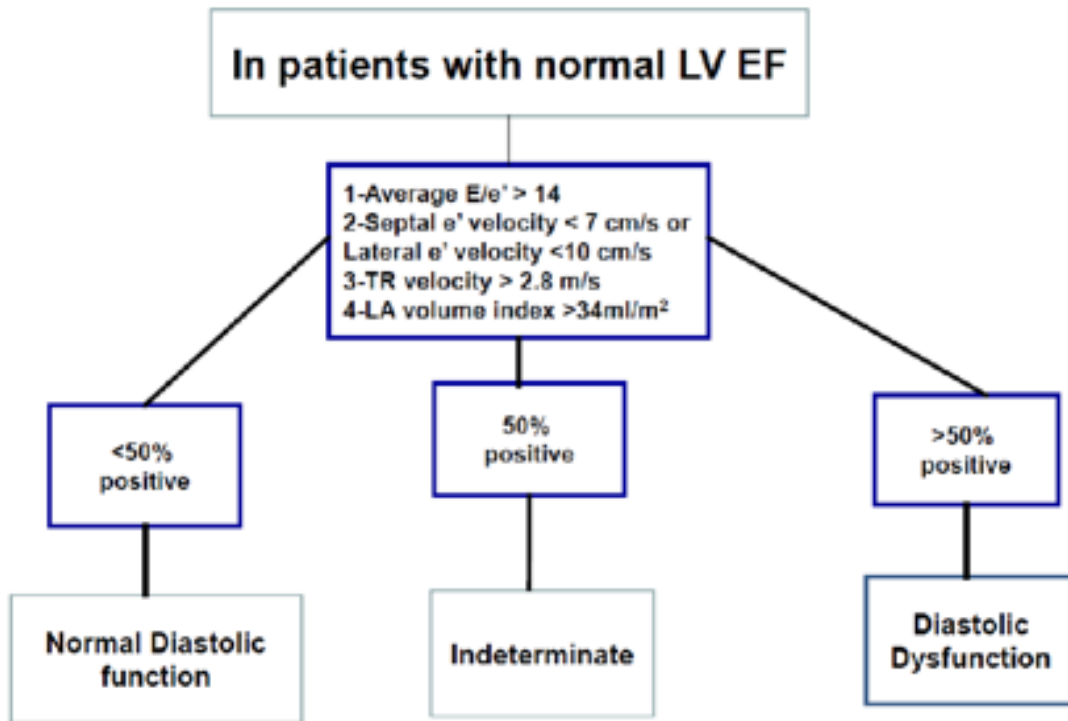 In patients with normal LV EF
1-Average E/e' > 14
2-Septal e' velocity < 7 cm/s or
Lateral e' velocity <10 cm/s
3-TR velocity > 2.8 m/s
4-LA volume index >34ml/m²
<50%
positive
50%
positive
>50%
positive
Normal Diastolic
function
Indeterminate
Diastolic
Dysfunction